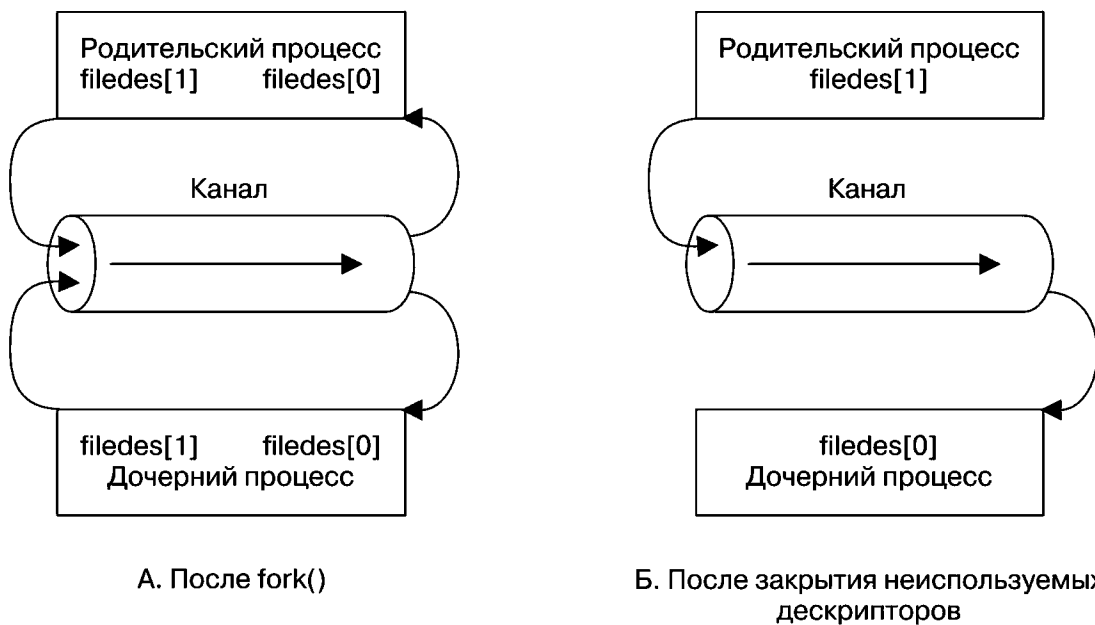 Родительский процесс
filedes[1] filedes[0]
Канал
filedes[1] filedes[0]
Дочерний процесс
А. После fork()
Родительский процесс
filedes[1]
Канал
filedes[0]
Дочерний процесс
Б. После закрытия неиспользуемых
дескрипторов